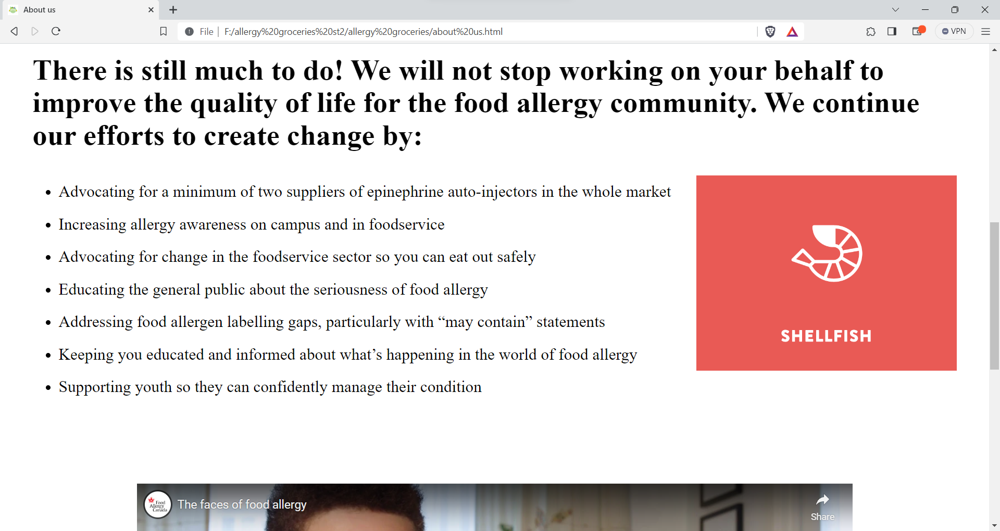 About us
File
F:/allergy%20groceries%20st2/allergy%20groceries/about%20us.html
VPN
There is still much to do! We will not stop working on your behalf to
improve the quality of life for the food allergy community. We continue
our efforts to create change by:
• Advocating for a minimum of two suppliers of epinephrine auto-injectors in the whole market
• Increasing allergy awareness on campus and in foodservice
• Advocating for change in the foodservice sector so you can eat out safely
• Educating the general public about the seriousness of food allergy
• Addressing food allergen labelling gaps, particularly with “may contain” statements
• Keeping you educated and informed about what’s happening in the world of food allergy
• Supporting youth so they can confidently manage their condition
SHELLFISH
Food
Allergy
Canada
The faces of food allergy
Share